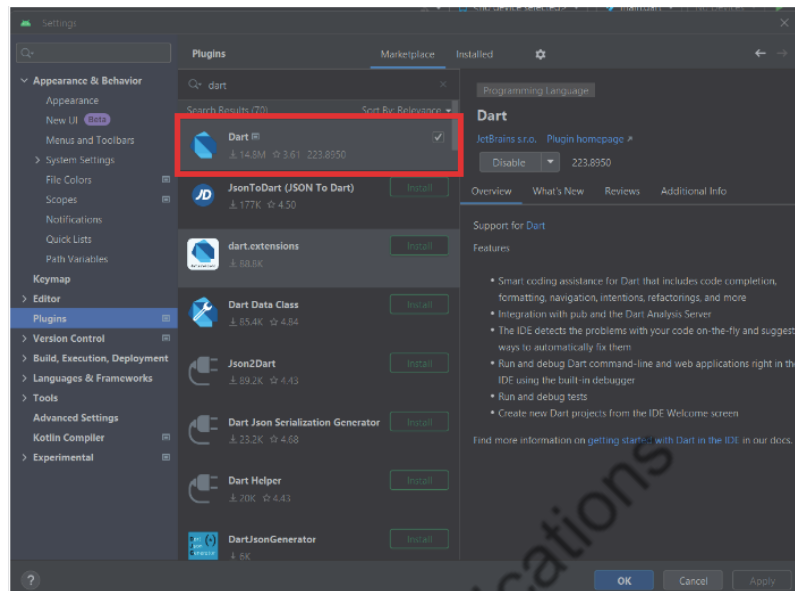 Settings
Appearance & Behavior
Appearance
New UI Beta
Menus and Toolbars
System Settings
File Colors
Scopes
Notifications
Quick Lists
Path Variables
Keymap
Editor
Plugins
Version Control
Build, Execution, Deployment
Languages & Frameworks
Tools
Advanced Settings
Kotlin Compiler
Experimental
Plugins Marketplace Installed
dart
Search Results (70) Sort By: Relevance
Dart
14.8M 3.61 223.8950
JsonToDart (JSON To Dart) Install
177K 4.50
dart.extensions Install
68.8K
Dart Data Class Install
85.4K 4.84
Json2Dart Install
89.2K 4.43
Dart Json Serialization Generator Install
23.2K 4.68
Dart Helper Install
20K 4.43
DartJsonGenerator Install
6K
Programming Language
Dart
JetBrains s.r.o. Plugin homepage
Disable 223.8950
Overview What's New Reviews Additional Info
Support for Dart
Features
• Smart coding assistance for Dart that includes code completion,
formatting, navigation, intentions, refactorings, and more
• Integration with pub and the Dart Analysis Server
• The IDE detects the problems with your code on-the-fly and suggest
ways to automatically fix them
• Run and debug Dart command-line and web applications right in th
IDE using the built-in debugger
• Run and debug tests
• Create new Dart projects from the IDE Welcome screen
Find more information on getting started with Dart in the IDE in our docs.
? OK Cancel Apply